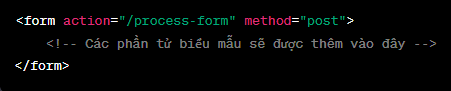 <form action="/process-form" method="post">
<!-- Các phần tử biểu mẫu sẽ được thêm vào đây -->
</form>